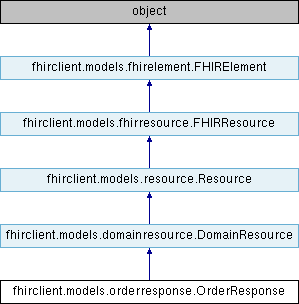 object
fhirclient.models.fhirelement.FHIRElement
fhirclient.models.fhirresource.FHIRResource
fhirclient.models.resource.Resource
fhirclient.models.domainresource.DomainResource
fhirclient.models.orderresponse.OrderResponse